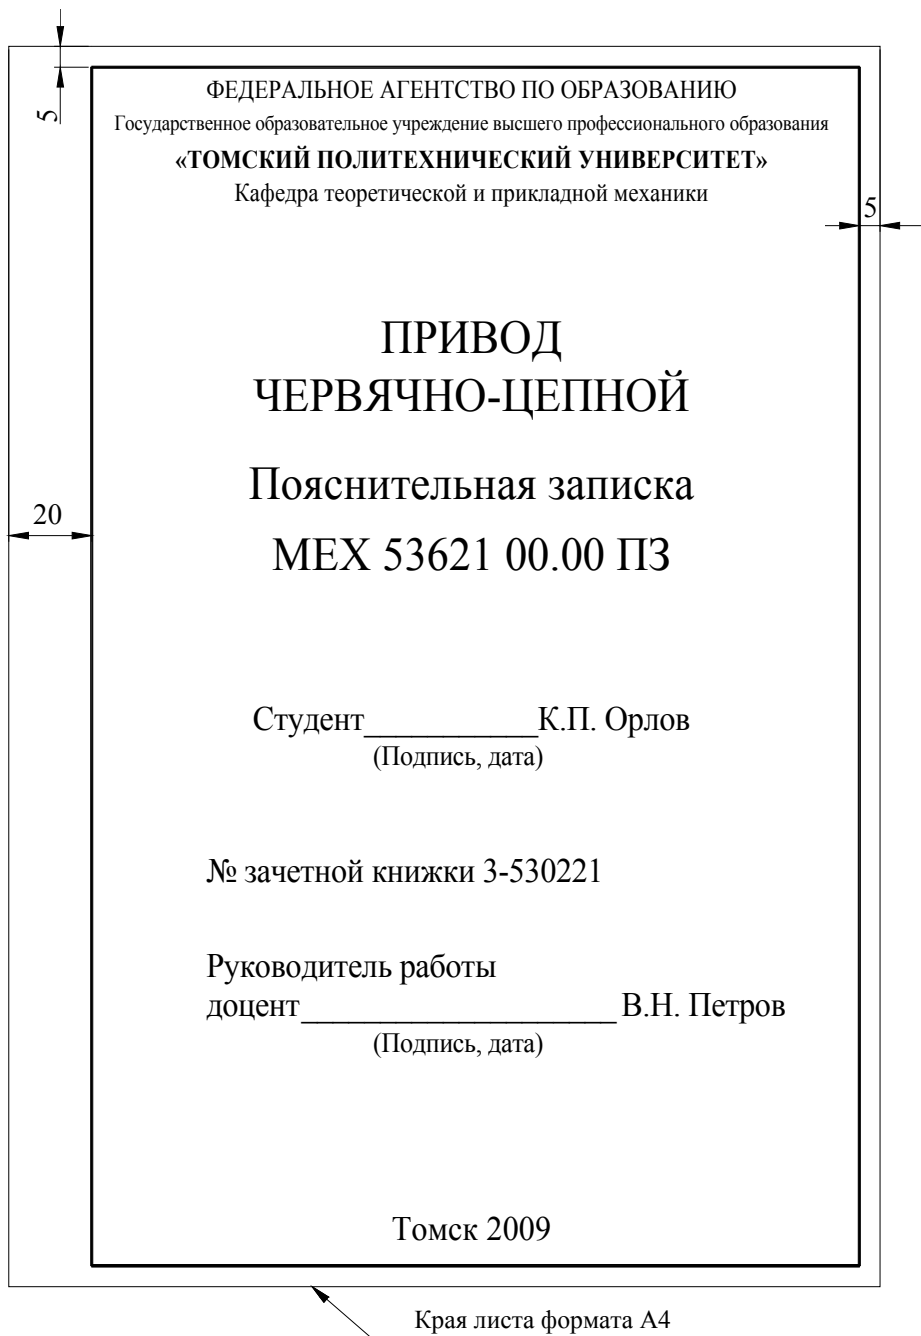 5
ФЕДЕРАЛЬНОЕ АГЕНТСТВО ПО ОБРАЗОВАНИЮ
Государственное образовательное учреждение высшего профессионального образования
«ТОМСКИЙ ПОЛИТЕХНИЧЕСКИЙ УНИВЕРСИТЕТ»
Кафедра теоретической и прикладной механики
5
ПРИВОД
ЧЕРВЯЧНО-ЦЕПНОЙ
Пояснительная записка
20
МЕХ 53621 00.00 ПЗ
Студент___________К.П. Орлов
(Подпись, дата)
№ зачетной книжки 3-530221
Руководитель работы
доцент____________________ В.Н. Петров
(Подпись, дата)
Томск 2009
Края листа формата А4